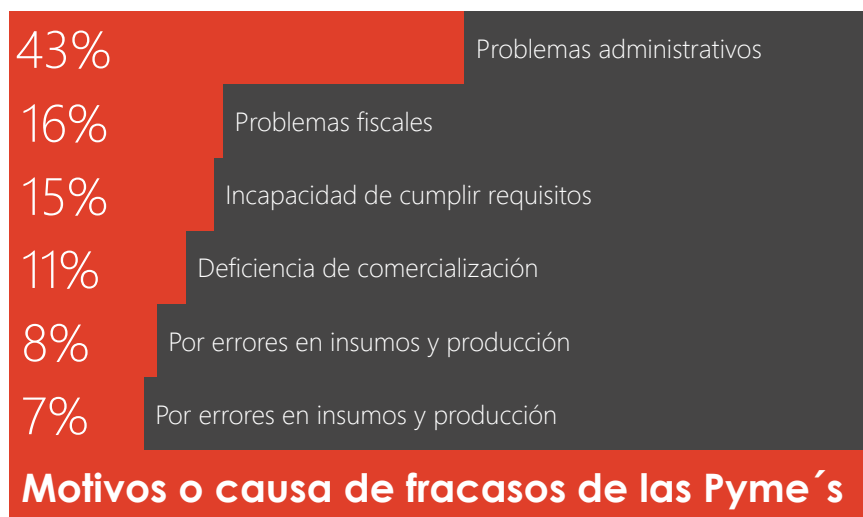 43% Problemas administrativos
16% Problemas fiscales
15% Incapacidad de cumplir requisitos
11% Deficiencia de comercialización
8% Por errores en insumos y producción
7% Por errores en insumos y producción
Motivos o causa de fracasos de las Pyme´s